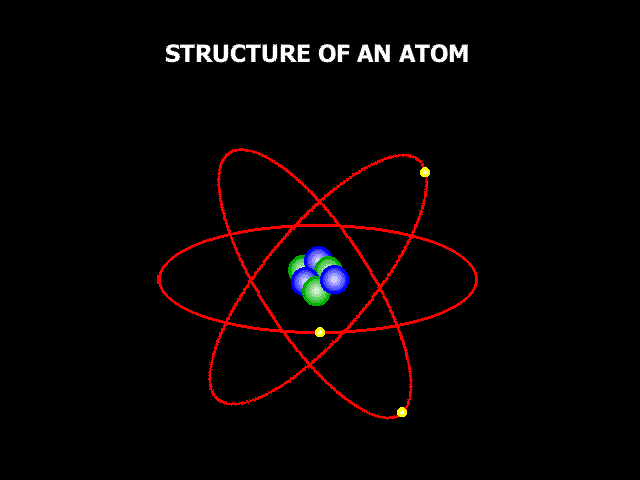 STRUCTURE OF AN ATOM